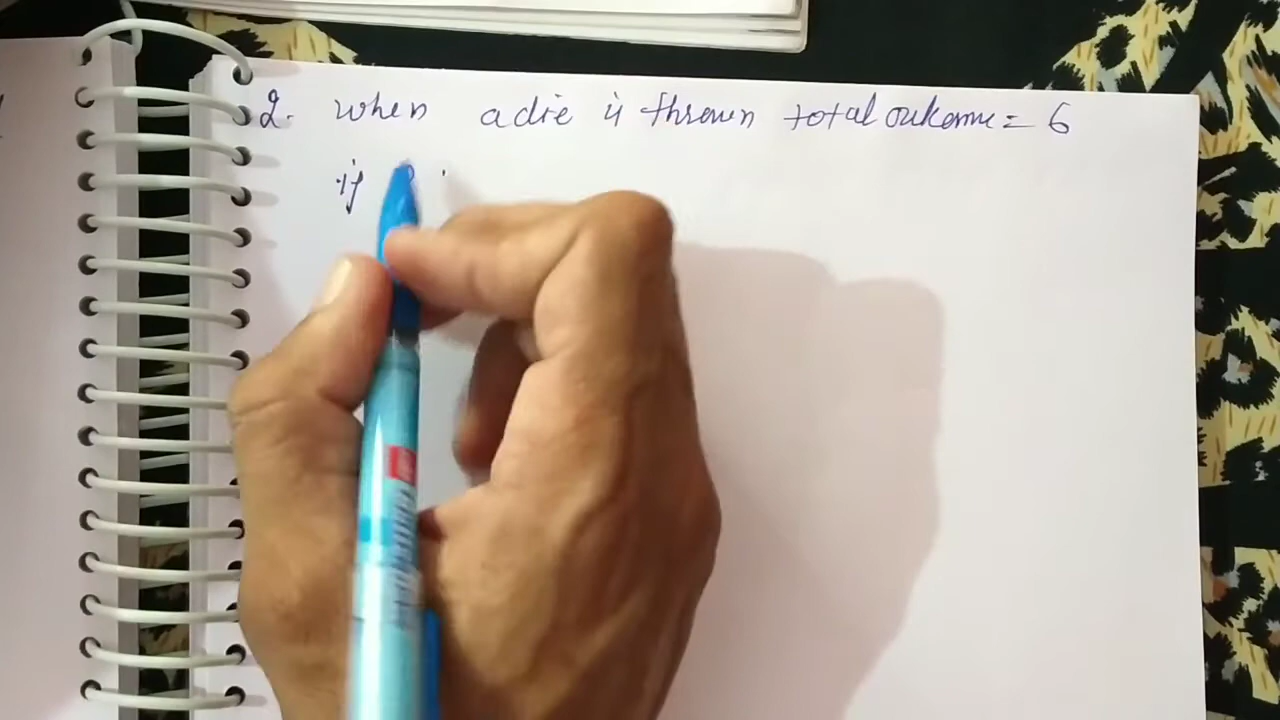 2. when a die is thrown total outcome = 6
if